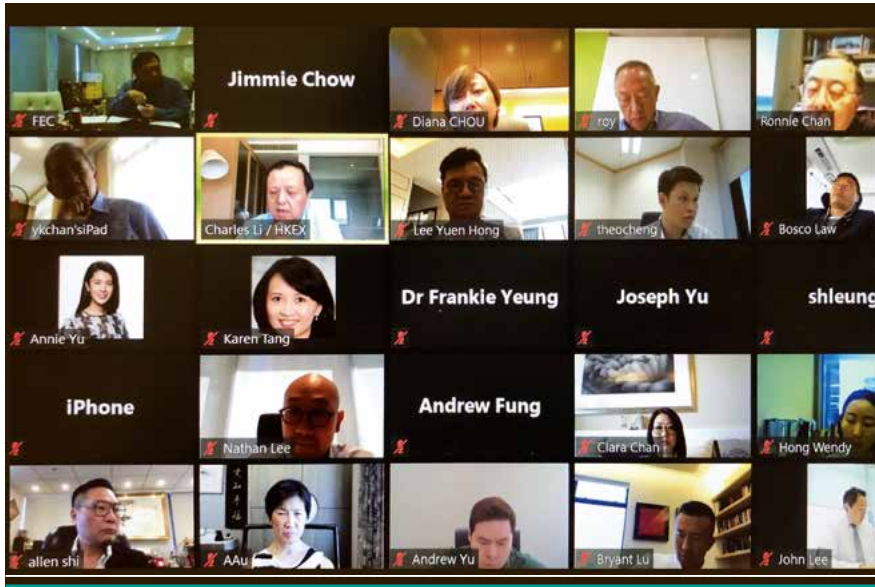 FEC
Jimmie Chow
Diana CHOU
roy
Ronnie Chan
ykchan'siPad
Charles Li / HKEX
Lee Yuen Hong
theocheng
Bosco Law
Annie Yu
Karen Tang
Dr Frankie Yeung
Joseph Yu
shleung
iPhone
Nathan Lee
Andrew Fung
Clara Chan
Hong Wendy
allen shi
AAu
Andrew Yu
Bryant Lu
John Lee